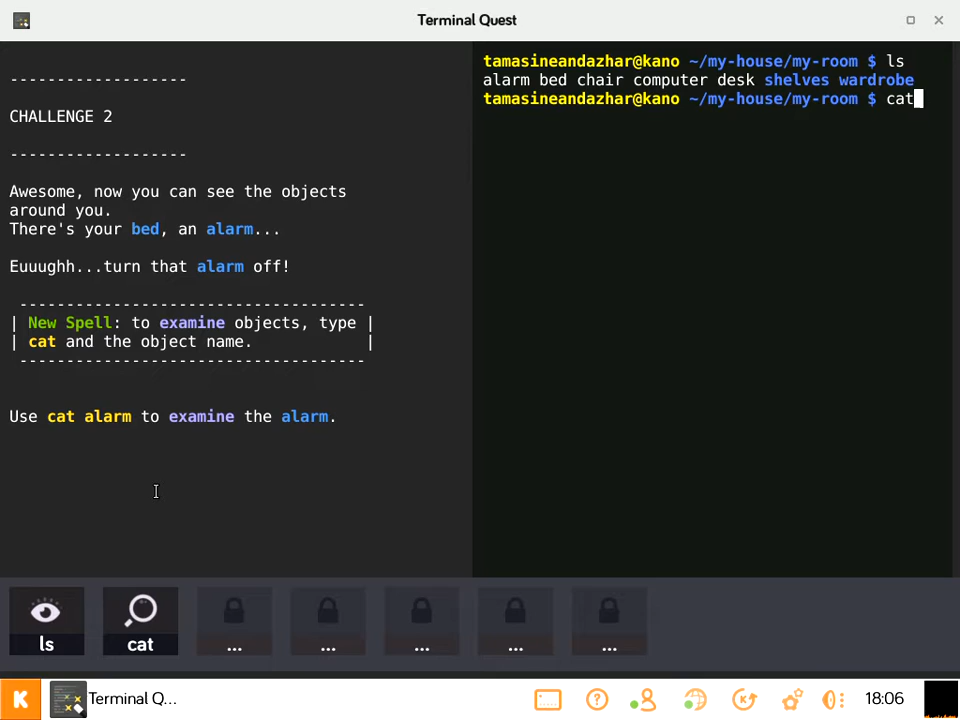 Terminal Quest
-------------------
CHALLENGE 2
-------------------
Awesome, now you can see the objects
around you.
There's your bed, an alarm...
Euuughh...turn that alarm off!
-------------------------------------
| New Spell: to examine objects, type |
| cat and the object name. |
-------------------------------------
Use cat alarm to examine the alarm.
tamasineandazhar@kano ~/my-house/my-room $ ls
alarm bed chair computer desk shelves wardrobe
tamasineandazhar@kano ~/my-house/my-room $ cat
ls
cat
...
...
...
...
...
K
Terminal Q...
18:06